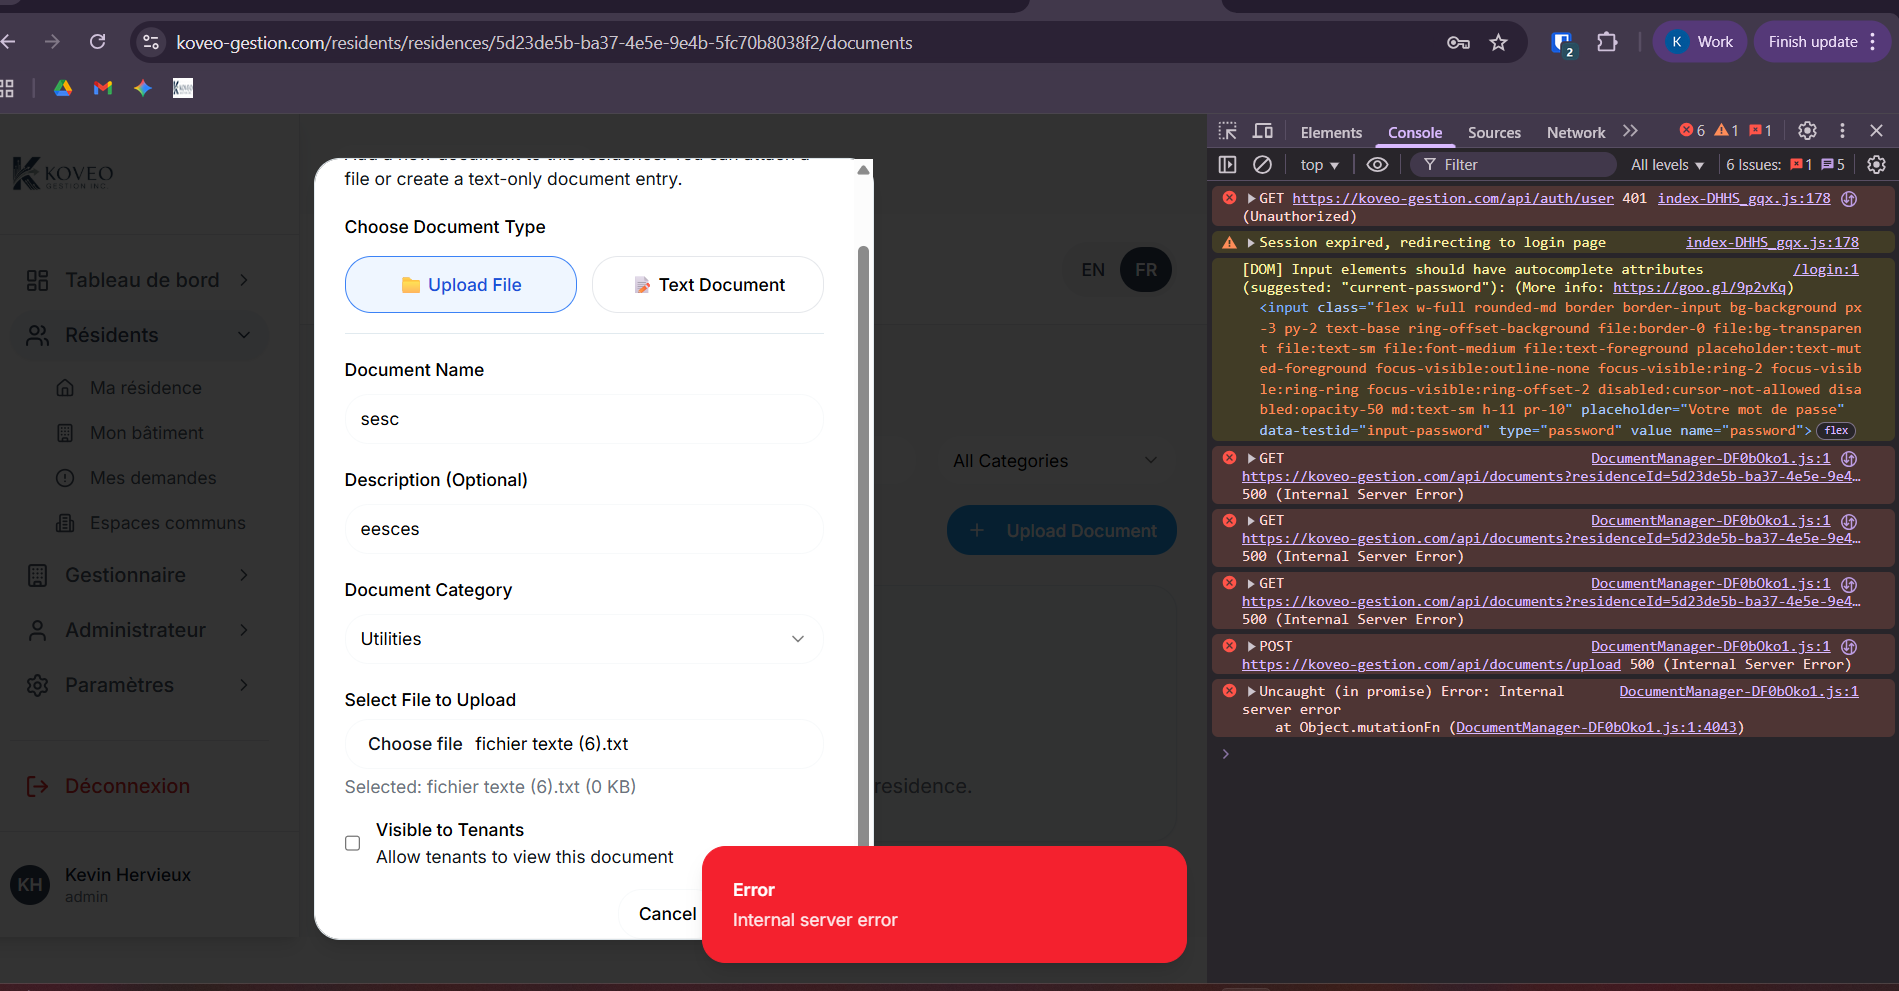 koveo-gestion.com/residents/residences/5d23de5b-ba37-4e5e-9e4b-5fc70b8038f2/documents
2
K Work
Finish update
KOVEO
GESTION INC.
Tableau de bord
Résidents
Ma résidence
Mon bâtiment
Mes demandes
Espaces communs
Gestionnaire
Administrateur
Paramètres
Déconnexion
KH
Kevin Hervieux
admin
EN FR
All Categories
+ Upload Document
residence.
file or create a text-only document entry.
Choose Document Type
📁 Upload File
📝 Text Document
Document Name
sesc
Description (Optional)
eesces
Document Category
Utilities
Select File to Upload
Choose file fichier texte (6).txt
Selected: fichier texte (6).txt (0 KB)
Visible to Tenants
Allow tenants to view this document
Cancel
Error
Internal server error
Elements Console Sources Network 6 1 1
top Filter All levels 6 Issues: 1 5
GET https://koveo-gestion.com/api/auth/user 401 index-DHHS_gqx.js:178
(Unauthorized)
Session expired, redirecting to login page index-DHHS_gqx.js:178
[DOM] Input elements should have autocomplete attributes /login:1
(suggested: "current-password"): (More info: https://goo.gl/9p2vKq)
<input class="flex w-full rounded-md border border-input bg-background px
-3 py-2 text-base ring-offset-background file:border-0 file:bg-transparen
t file:text-sm file:font-medium file:text-foreground placeholder:text-mut
ed-foreground focus-visible:outline-none focus-visible:ring-2 focus-visib
le:ring-ring focus-visible:ring-offset-2 disabled:cursor-not-allowed disa
bled:opacity-50 md:text-sm h-11 pr-10" placeholder="Votre mot de passe"
data-testid="input-password" type="password" value name="password"> flex
GET DocumentManager-DF0bOko1.js:1
https://koveo-gestion.com/api/documents?residenceId=5d23de5b-ba37-4e5e-9e4…
500 (Internal Server Error)
GET DocumentManager-DF0bOko1.js:1
https://koveo-gestion.com/api/documents?residenceId=5d23de5b-ba37-4e5e-9e4…
500 (Internal Server Error)
GET DocumentManager-DF0bOko1.js:1
https://koveo-gestion.com/api/documents?residenceId=5d23de5b-ba37-4e5e-9e4…
500 (Internal Server Error)
POST DocumentManager-DF0bOko1.js:1
https://koveo-gestion.com/api/documents/upload 500 (Internal Server Error)
Uncaught (in promise) Error: Internal DocumentManager-DF0bOko1.js:1
server error
at Object.mutationFn (DocumentManager-DF0bOko1.js:1:4043)